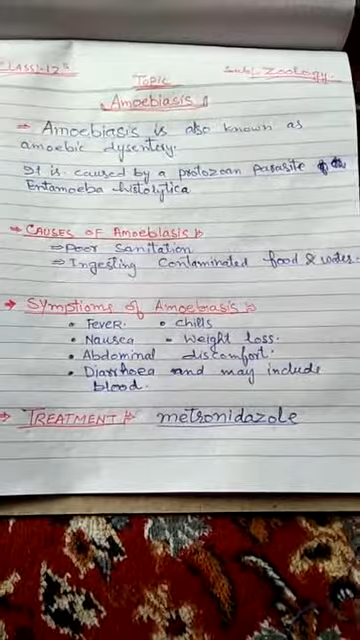 CLASS:-12th Sub:- Zoology.
TOPIC
Amoebiasis
⇒ Amoebiasis is also known as
amoebic dysentery.
It is caused by a protozoan parasite
Entamoeba histolytica
→ CAUSES OF Amoebiasis
⇒ Poor Sanitation
⇒ Ingesting Contaminated food & water.
→ Symptioms of Amoebiasis
• Fever. • chills
• Nausea - Weight loss.
• Abdominal discomfort.
• Diarrhoea and may include
blood.
⇒ TREATMENT metronidazole